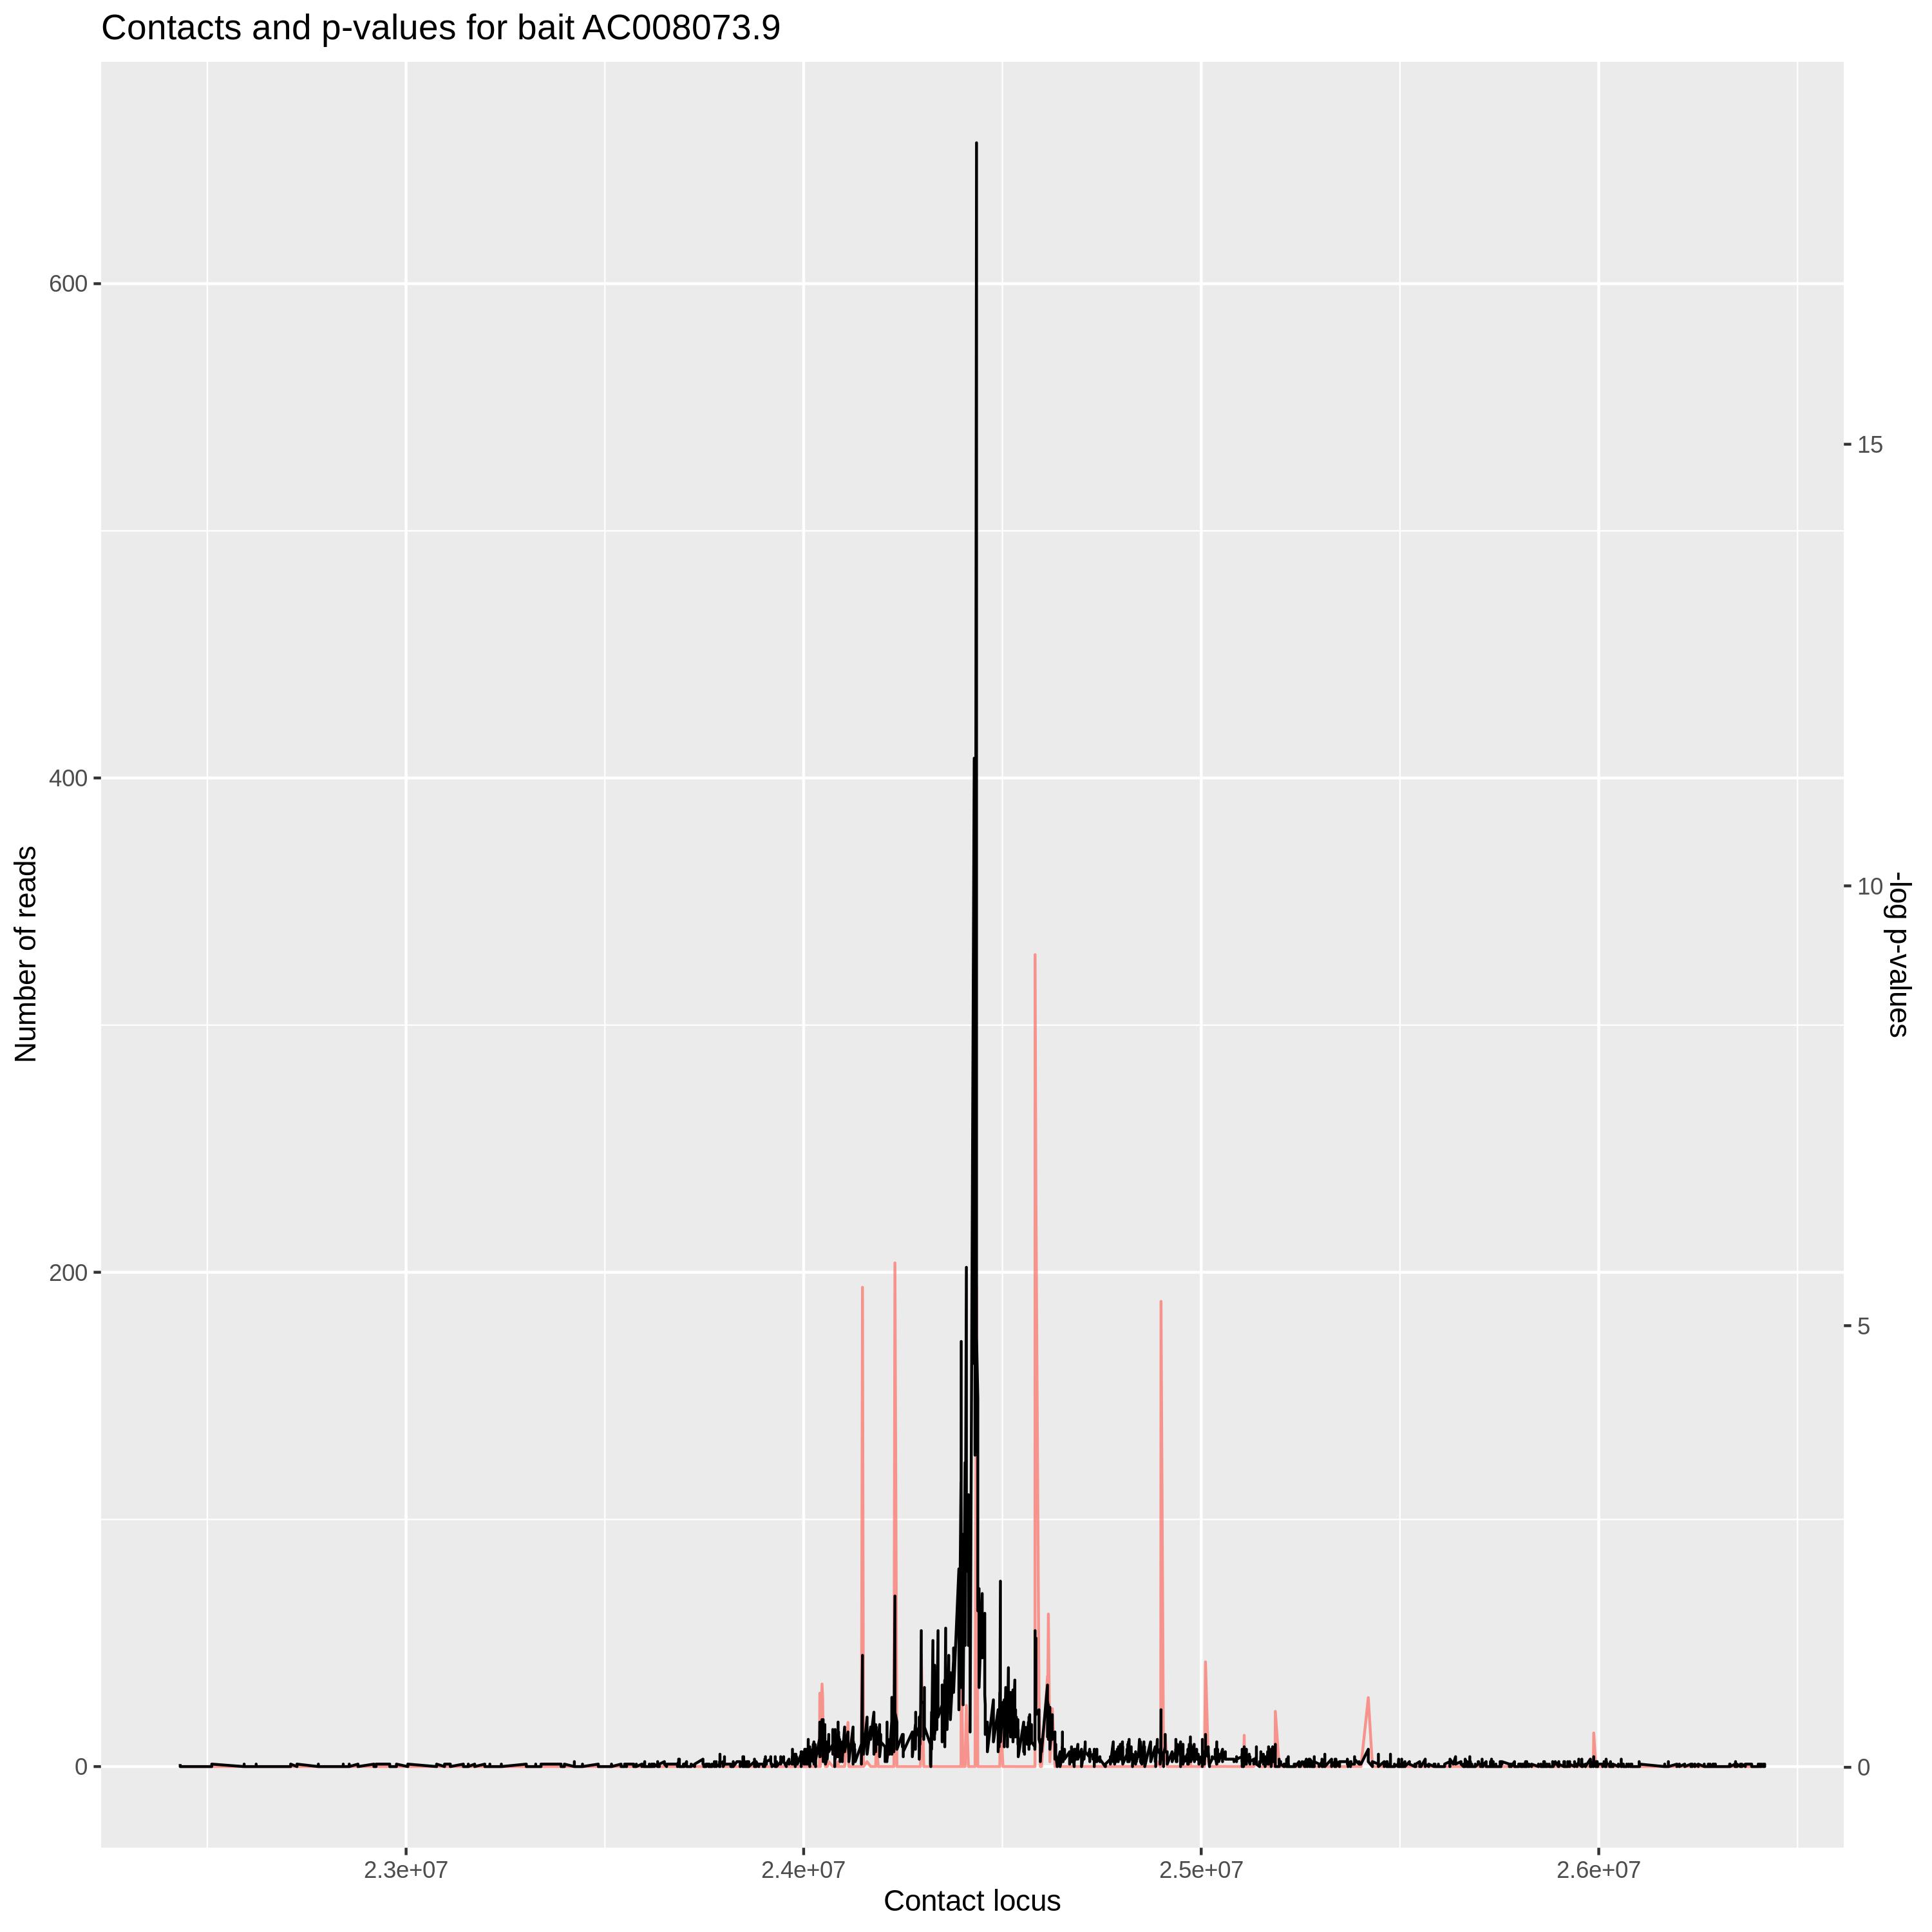 Contacts and p-values for bait AC008073.9
Number of reads
600
400
200
0
15
10
5
0
-log p-values
2.3e+07
2.4e+07
2.5e+07
2.6e+07
Contact locus